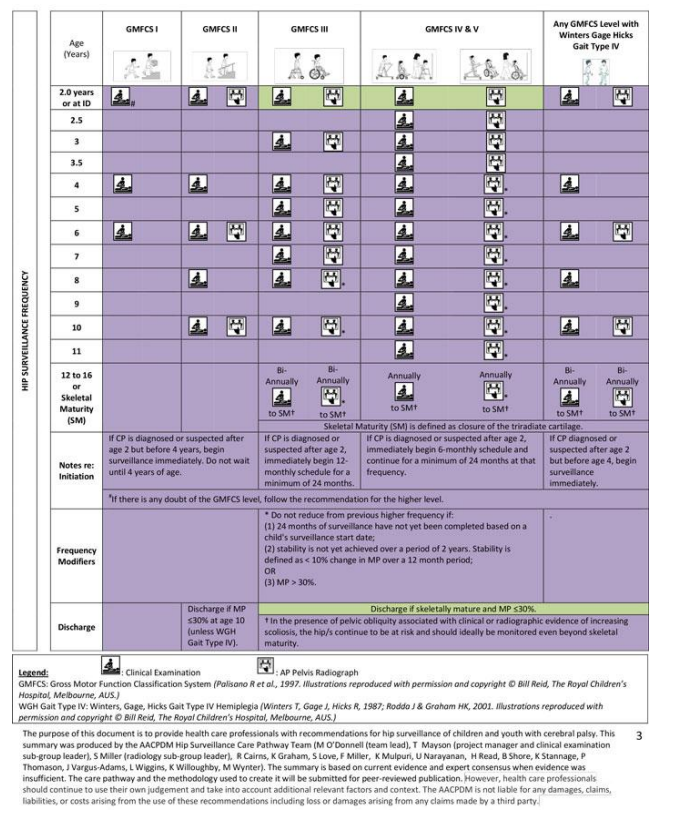 GMFCS I
GMFCS II
GMFCS III
GMFCS IV & V
Any GMFCS Level with
Winters Gage Hicks
Gait Type IV
Age
(Years)
HIP SURVEILLANCE FREQUENCY
2.0 years
or at ID
#
2.5
3
3.5
4
*
5
*
6
*
7
*
8
*
9
*
10
* *
11
*
12 to 16
or
Skeletal
Maturity
(SM)
Bi-
Annually
to SM†
Bi-
Annually
*
to SM†
Annually
to SM†
Annually
*
to SM†
Bi-
Annually
to SM†
Bi-
Annually
to SM†
Skeletal Maturity (SM) is defined as closure of the triradiate cartilage.
Notes re:
Initiation
If CP is diagnosed or suspected after
age 2 but before 4 years, begin
surveillance immediately. Do not wait
until 4 years of age.
If CP is diagnosed or
suspected after age 2,
immediately begin 12-
monthly schedule for a
minimum of 24 months.
If CP is diagnosed or suspected after age 2,
immediately begin 6-monthly schedule and
continue for a minimum of 24 months at that
frequency.
If CP diagnosed or
suspected after age 2
but before age 4, begin
surveillance
immediately.
#If there is any doubt of the GMFCS level, follow the recommendation for the higher level.
Frequency
Modifiers
* Do not reduce from previous higher frequency if:
(1) 24 months of surveillance have not yet been completed based on a
child's surveillance start date;
(2) stability is not yet achieved over a period of 2 years. Stability is
defined as < 10% change in MP over a 12 month period;
OR
(3) MP > 30%.
.
Discharge
Discharge if MP
≤30% at age 10
(unless WGH
Gait Type IV).
Discharge if skeletally mature and MP ≤30%.
† In the presence of pelvic obliquity associated with clinical or radiographic evidence of increasing
scoliosis, the hip/s continue to be at risk and should ideally be monitored even beyond skeletal
maturity.
Legend: : Clinical Examination : AP Pelvis Radiograph
GMFCS: Gross Motor Function Classification System (Palisano R et al., 1997. Illustrations reproduced with permission and copyright © Bill Reid, The Royal Children's
Hospital, Melbourne, AUS.)
WGH Gait Type IV: Winters, Gage, Hicks Gait Type IV Hemiplegia (Winters T, Gage J, Hicks R, 1987; Rodda J & Graham HK, 2001. Illustrations reproduced with
permission and copyright © Bill Reid, The Royal Children's Hospital, Melbourne, AUS.)
The purpose of this document is to provide health care professionals with recommendations for hip surveillance of children and youth with cerebral palsy. This
summary was produced by the AACPDM Hip Surveillance Care Pathway Team (M O'Donnell (team lead), T Mayson (project manager and clinical examination
sub-group leader), S Miller (radiology sub-group leader), R Cairns, K Graham, S Love, F Miller, K Mulpuri, U Narayanan, H Read, B Shore, K Stannage, P
Thomason, J Vargus-Adams, L Wiggins, K Willoughby, M Wynter). The summary is based on current evidence and expert consensus when evidence was
insufficient. The care pathway and the methodology used to create it will be submitted for peer-reviewed publication. However, health care professionals
should continue to use their own judgement and take into account additional relevant factors and context. The AACPDM is not liable for any damages, claims,
liabilities, or costs arising from the use of these recommendations including loss or damages arising from any claims made by a third party.
3